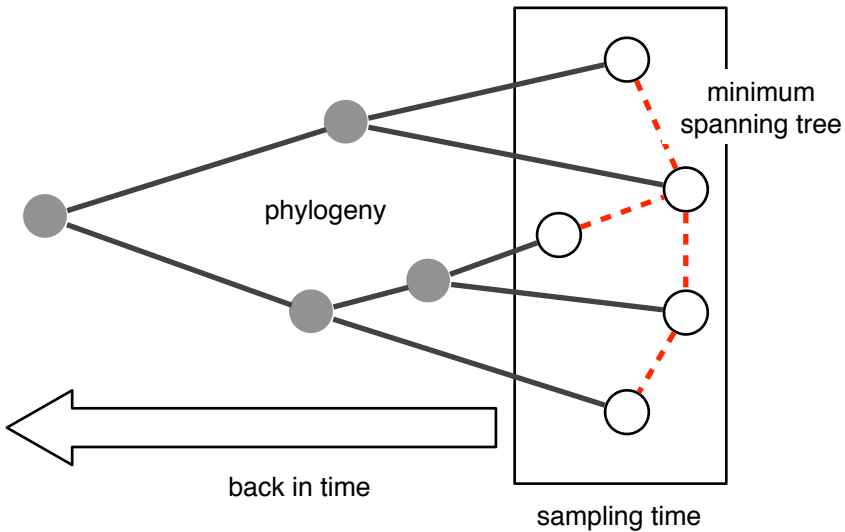 minimum
spanning tree
phylogeny
back in time
sampling time